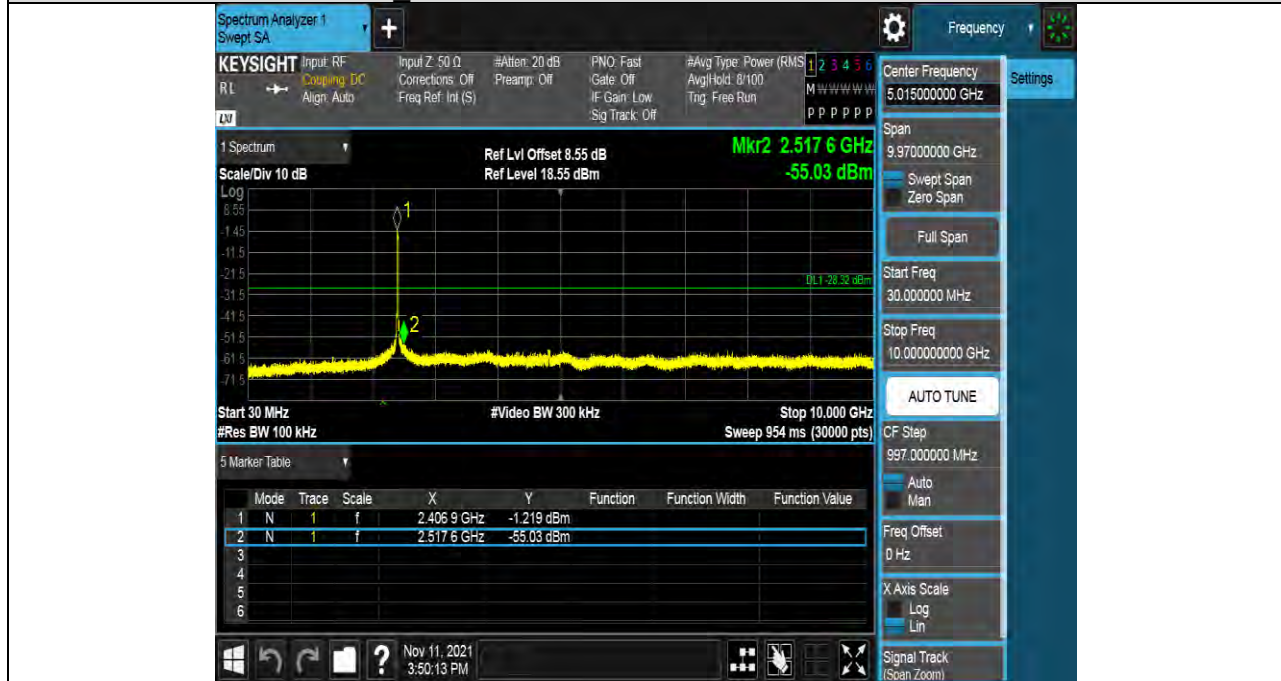 Spectrum Analyzer 1
Swept SA
+
Frequency
KEYSIGHT
RL
LXI
Input: RF
Coupling: DC
Align: Auto
Input Z: 50 Ω
Corrections: Off
Freq Ref: Int (S)
#Atten: 20 dB
Preamp: Off
PNO: Fast
Gate: Off
IF Gain: Low
Sig Track: Off
#Avg Type: Power (RMS
Avg|Hold: 8/100
Trig: Free Run
1 2 3 4 5 6
M W W W W W
P P P P P P
1 Spectrum
Scale/Div 10 dB
Ref Lvl Offset 8.55 dB
Ref Level 18.55 dBm
Mkr2 2.517 6 GHz
-55.03 dBm
Log
8.55
-1.45
-11.5
-21.5
-31.5
-41.5
-51.5
-61.5
-71.5
1
2
DL1 -28.32 dBm
Start 30 MHz
#Video BW 300 kHz
Stop 10.000 GHz
#Res BW 100 kHz
Sweep 954 ms (30000 pts)
5 Marker Table
Mode Trace Scale X Y Function Function Width Function Value
1 N 1 f 2.406 9 GHz -1.219 dBm
2 N 1 f 2.517 6 GHz -55.03 dBm
3
4
5
6
?
Nov 11, 2021
3:50:13 PM
Center Frequency
5.015000000 GHz
Settings
Span
9.97000000 GHz
Swept Span
Zero Span
Full Span
Start Freq
30.000000 MHz
Stop Freq
10.000000000 GHz
AUTO TUNE
CF Step
997.000000 MHz
Auto
Man
Freq Offset
0 Hz
X Axis Scale
Log
Lin
Signal Track
(Span Zoom)